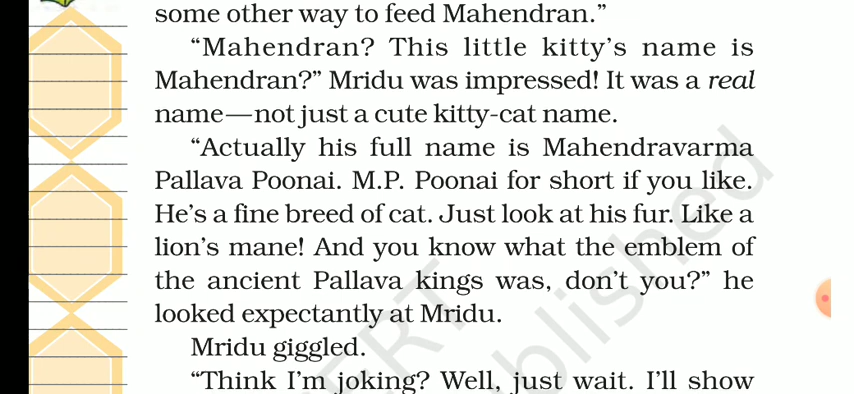 some other way to feed Mahendran.”
“Mahendran? This little kitty’s name is
Mahendran?” Mridu was impressed! It was a real
name—not just a cute kitty-cat name.
“Actually his full name is Mahendravarma
Pallava Poonai. M.P. Poonai for short if you like.
He’s a fine breed of cat. Just look at his fur. Like a
lion’s mane! And you know what the emblem of
the ancient Pallava kings was, don’t you?” he
looked expectantly at Mridu.
Mridu giggled.
“Think I’m joking? Well, just wait. I’ll show